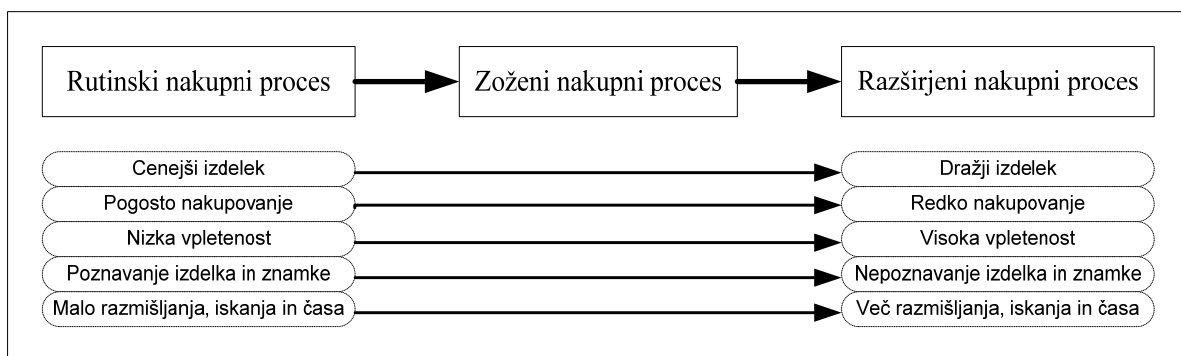 Rutinski nakupni proces
Zoženi nakupni proces
Razširjeni nakupni proces
Cenejši izdelek
Dražji izdelek
Pogosto nakupovanje
Redko nakupovanje
Nizka vpletenost
Visoka vpletenost
Poznavanje izdelka in znamke
Nepoznavanje izdelka in znamke
Malo razmišljanja, iskanja in časa
Več razmišljanja, iskanja in časa